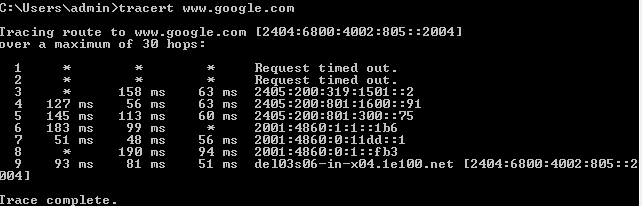 C:\Users\admin>tracert www.google.com
Tracing route to www.google.com [2404:6800:4002:805::2004]
over a maximum of 30 hops:
1 * * * Request timed out.
2 * * * Request timed out.
3 * 158 ms 63 ms 2405:200:319:1501::2
4 127 ms 56 ms 63 ms 2405:200:801:1600::91
5 145 ms 113 ms 60 ms 2405:200:801:300::75
6 183 ms 99 ms * 2001:4860:1:1::1b6
7 51 ms 48 ms 56 ms 2001:4860:0:11dd::1
8 * 190 ms 94 ms 2001:4860:0:1::fb3
9 93 ms 81 ms 51 ms del03s06-in-x04.1e100.net [2404:6800:4002:805::2
004]
Trace complete.